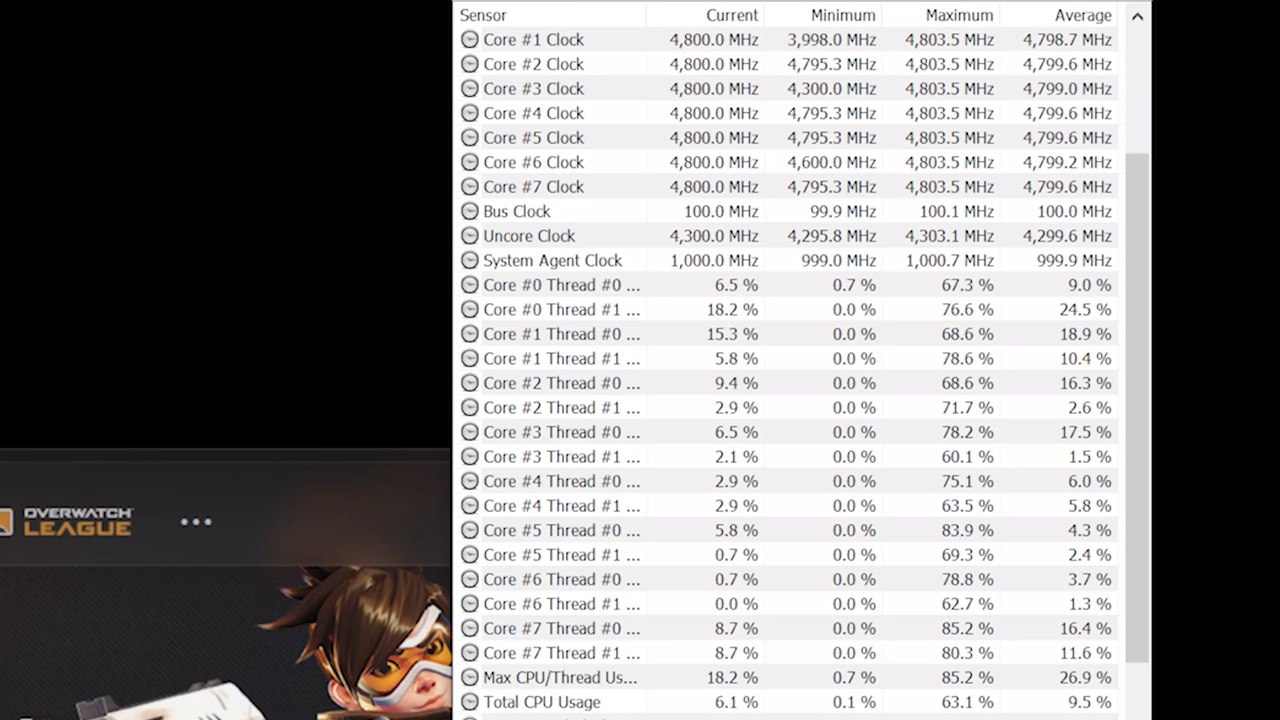 Sensor Current Minimum Maximum Average
Core #1 Clock 4,800.0 MHz 3,998.0 MHz 4,803.5 MHz 4,798.7 MHz
Core #2 Clock 4,800.0 MHz 4,795.3 MHz 4,803.5 MHz 4,799.6 MHz
Core #3 Clock 4,800.0 MHz 4,300.0 MHz 4,803.5 MHz 4,799.0 MHz
Core #4 Clock 4,800.0 MHz 4,795.3 MHz 4,803.5 MHz 4,799.6 MHz
Core #5 Clock 4,800.0 MHz 4,795.3 MHz 4,803.5 MHz 4,799.6 MHz
Core #6 Clock 4,800.0 MHz 4,600.0 MHz 4,803.5 MHz 4,799.2 MHz
Core #7 Clock 4,800.0 MHz 4,795.3 MHz 4,803.5 MHz 4,799.6 MHz
Bus Clock 100.0 MHz 99.9 MHz 100.1 MHz 100.0 MHz
Uncore Clock 4,300.0 MHz 4,295.8 MHz 4,303.1 MHz 4,299.6 MHz
System Agent Clock 1,000.0 MHz 999.0 MHz 1,000.7 MHz 999.9 MHz
Core #0 Thread #0 ... 6.5 % 0.7 % 67.3 % 9.0 %
Core #0 Thread #1 ... 18.2 % 0.0 % 76.6 % 24.5 %
Core #1 Thread #0 ... 15.3 % 0.0 % 68.6 % 18.9 %
Core #1 Thread #1 ... 5.8 % 0.0 % 78.6 % 10.4 %
Core #2 Thread #0 ... 9.4 % 0.0 % 68.6 % 16.3 %
Core #2 Thread #1 ... 2.9 % 0.0 % 71.7 % 2.6 %
Core #3 Thread #0 ... 6.5 % 0.0 % 78.2 % 17.5 %
Core #3 Thread #1 ... 2.1 % 0.0 % 60.1 % 1.5 %
Core #4 Thread #0 ... 2.9 % 0.0 % 75.1 % 6.0 %
Core #4 Thread #1 ... 2.9 % 0.0 % 63.5 % 5.8 %
Core #5 Thread #0 ... 5.8 % 0.0 % 83.9 % 4.3 %
Core #5 Thread #1 ... 0.7 % 0.0 % 69.3 % 2.4 %
Core #6 Thread #0 ... 0.7 % 0.0 % 78.8 % 3.7 %
Core #6 Thread #1 ... 0.0 % 0.0 % 62.7 % 1.3 %
Core #7 Thread #0 ... 8.7 % 0.0 % 85.2 % 16.4 %
Core #7 Thread #1 ... 8.7 % 0.0 % 80.3 % 11.6 %
Max CPU/Thread Us... 18.2 % 0.7 % 85.2 % 26.9 %
Total CPU Usage 6.1 % 0.1 % 63.1 % 9.5 %
OVERWATCH
LEAGUE